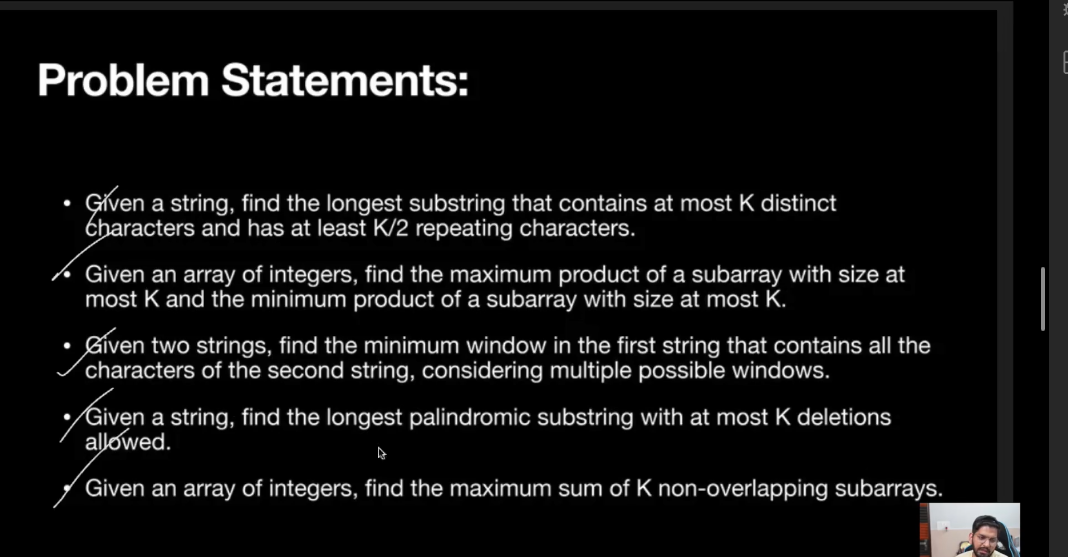 Problem Statements:
• Given a string, find the longest substring that contains at most K distinct
characters and has at least K/2 repeating characters.
• Given an array of integers, find the maximum product of a subarray with size at
most K and the minimum product of a subarray with size at most K.
• Given two strings, find the minimum window in the first string that contains all the
characters of the second string, considering multiple possible windows.
• Given a string, find the longest palindromic substring with at most K deletions
allowed.
• Given an array of integers, find the maximum sum of K non-overlapping subarrays.